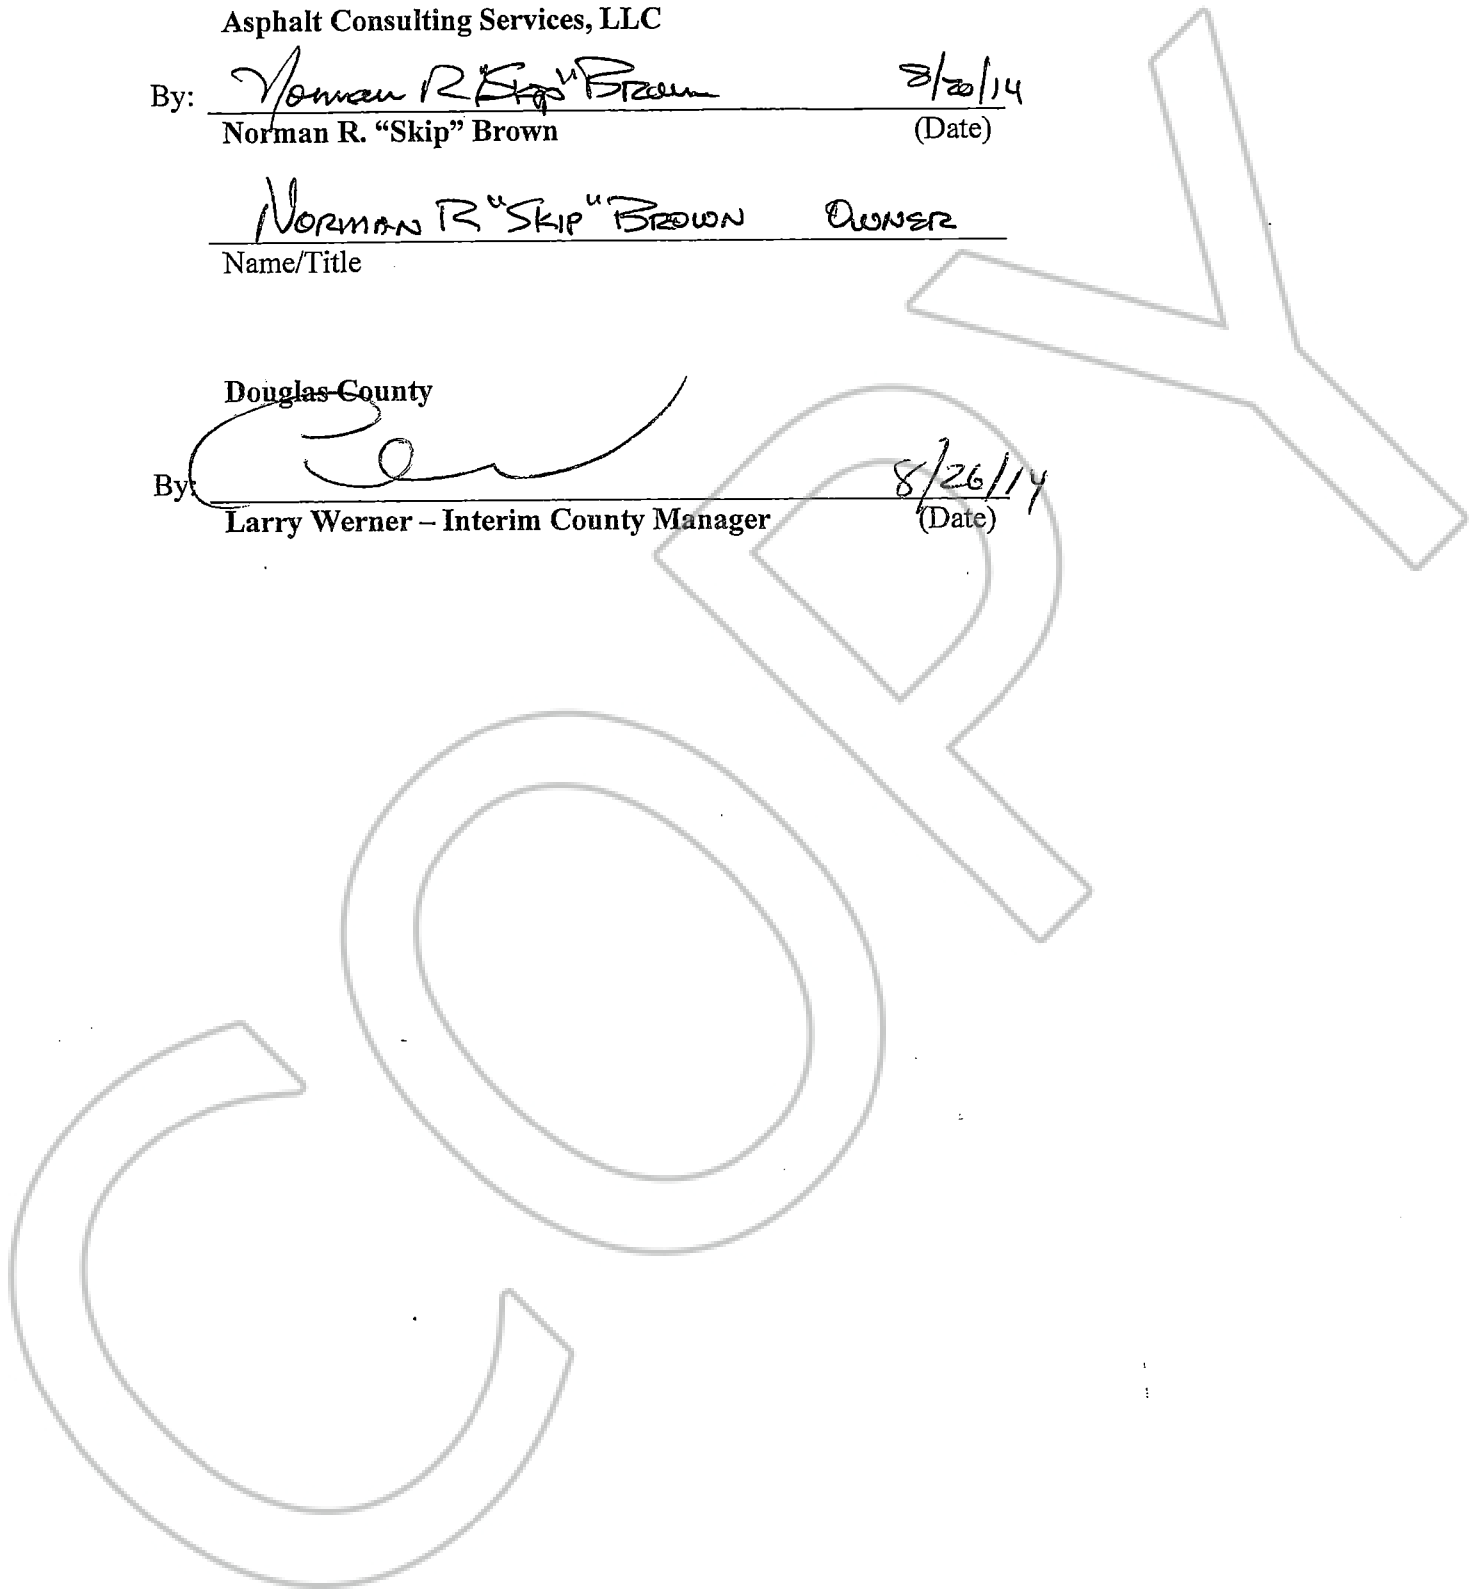 Asphalt Consulting Services, LLC
By: Norman R "Skip" Brown 8/20/14
Norman R. “Skip” Brown (Date)
NORMAN R "SKIP" BROWN OWNER
Name/Title
Douglas County
By: 8/26/14
Larry Werner – Interim County Manager (Date)
COPY